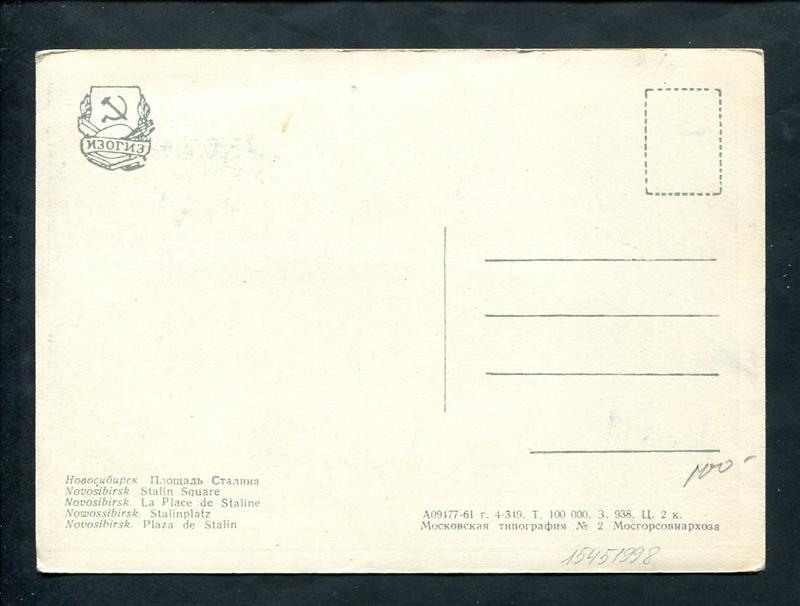 ИЗОГИЗ
Новосибирск Площадь Сталина
Novosibirsk Stalin Square
Novosibirsk La Place de Staline
Nowossibirsk. Stalinplatz
Novosibirsk. Plaza de Stalin
А09477-61 г. 4-349. Т. 100 000. З. 938. Ц. 2 к.
Московская типография № 2 Мосгорсовнархоза
100-
15451998